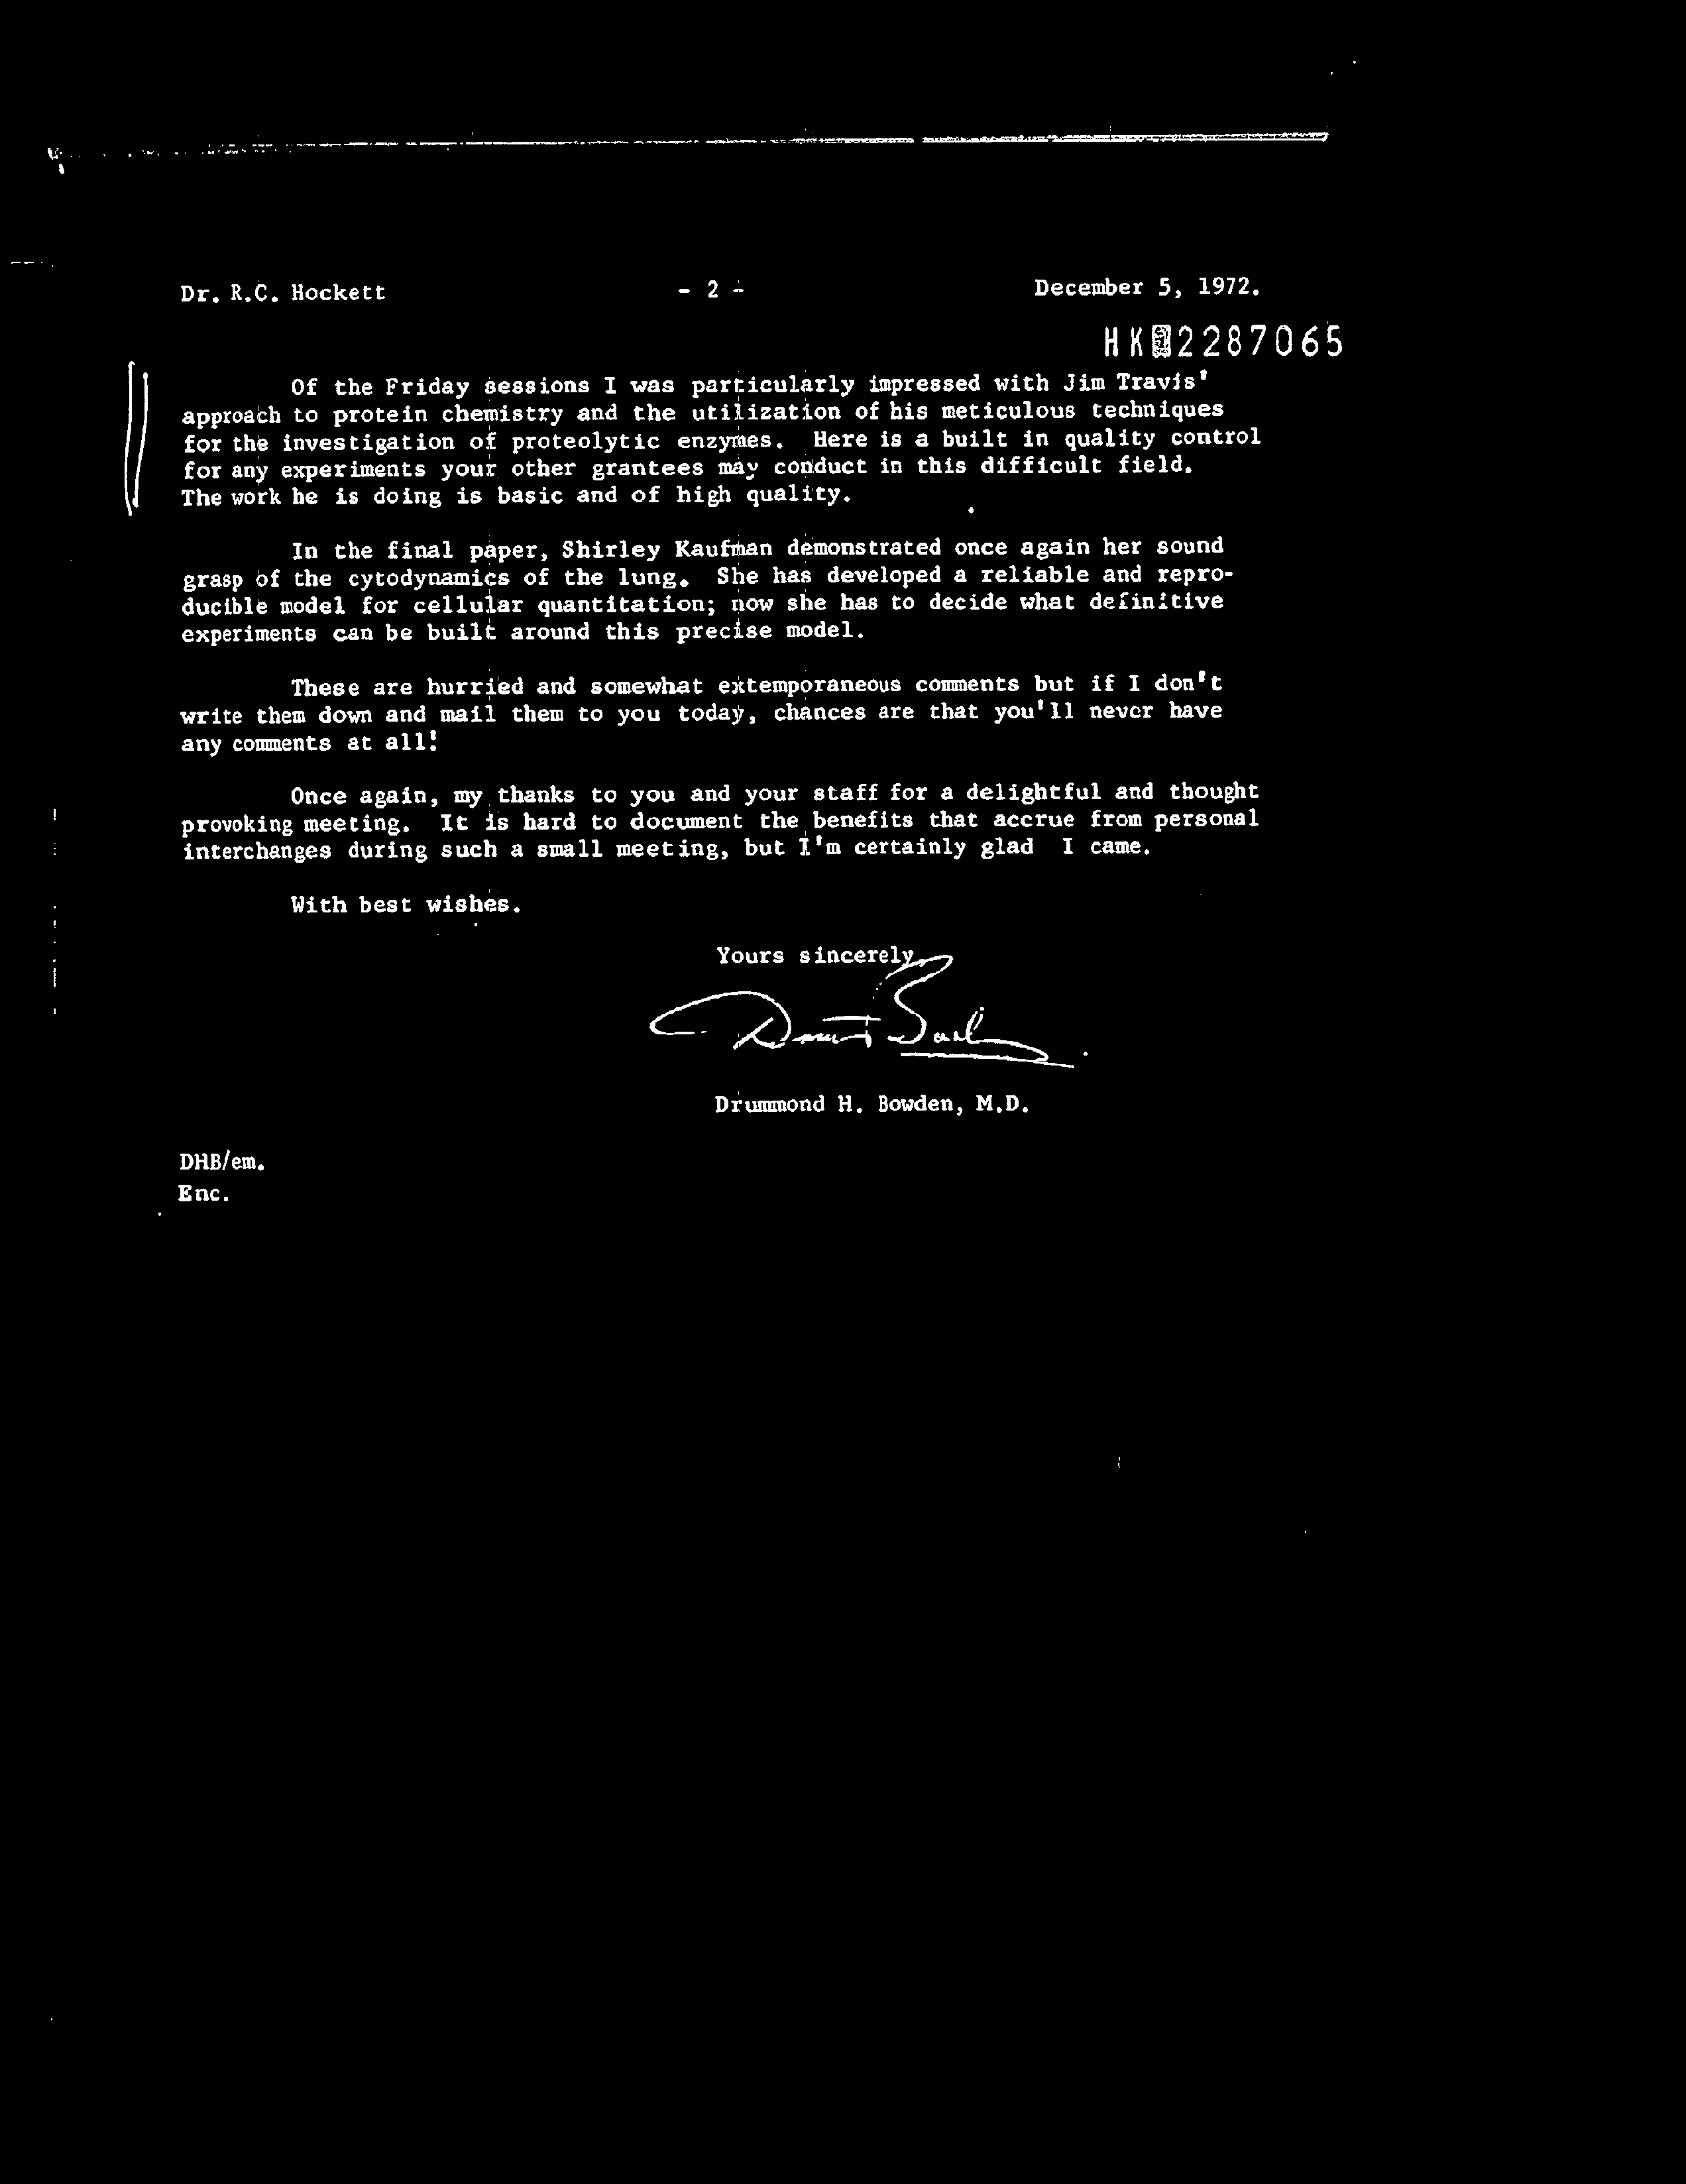 Dr. R.C. Hockett - 2 - December 5, 1972.
HK02287065
Of the Friday sessions I was particularly impressed with Jim Travis'
approach to protein chemistry and the utilization of his meticulous techniques
for the investigation of proteolytic enzymes. Here is a built in quality control
for any experiments your other grantees may conduct in this difficult field.
The work he is doing is basic and of high quality.
In the final paper, Shirley Kaufman demonstrated once again her sound
grasp of the cytodynamics of the lung. She has developed a reliable and repro-
ducible model for cellular quantitation; now she has to decide what definitive
experiments can be built around this precise model.
These are hurried and somewhat extemporaneous comments but if I don't
write them down and mail them to you today, chances are that you'll never have
any comments at all!
Once again, my thanks to you and your staff for a delightful and thought
provoking meeting. It is hard to document the benefits that accrue from personal
interchanges during such a small meeting, but I'm certainly glad I came.
With best wishes.
Yours sincerely,
Drummond H. Bowden, M.D.
DHB/em.
Enc.